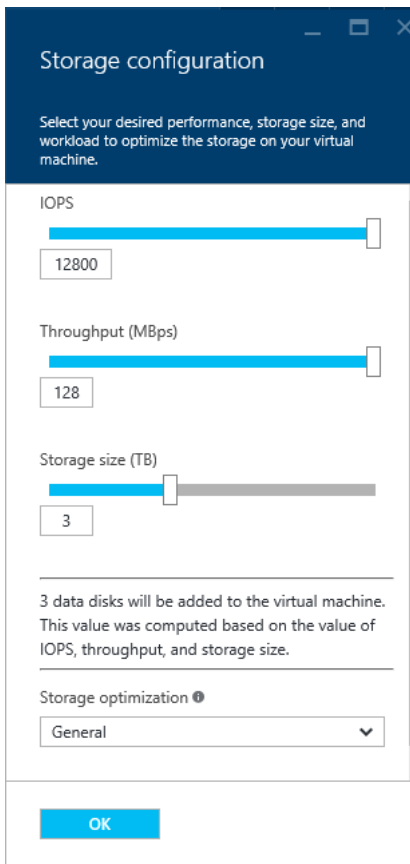 Storage configuration
Select your desired performance, storage size, and
workload to optimize the storage on your virtual
machine.
IOPS
12800
Throughput (MBps)
128
Storage size (TB)
3
3 data disks will be added to the virtual machine.
This value was computed based on the value of
IOPS, throughput, and storage size.
Storage optimization
General
OK